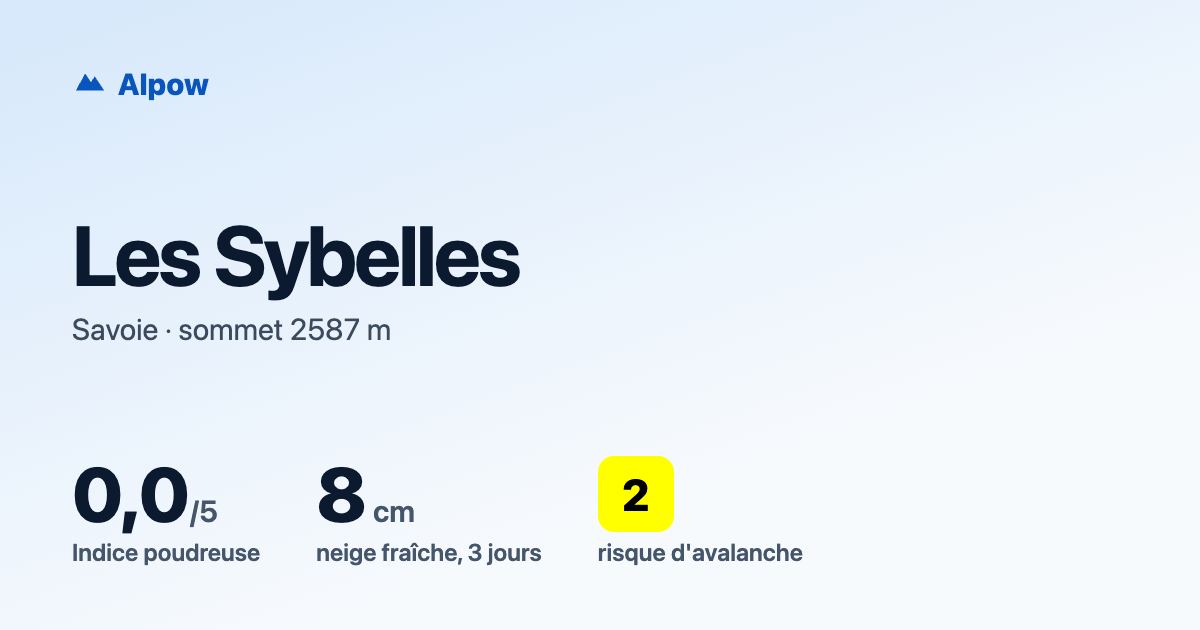 Alpow
Les Sybelles
Savoie · sommet 2587 m
0,0/5
Indice poudreuse
8 cm
neige fraîche, 3 jours
2
risque d'avalanche